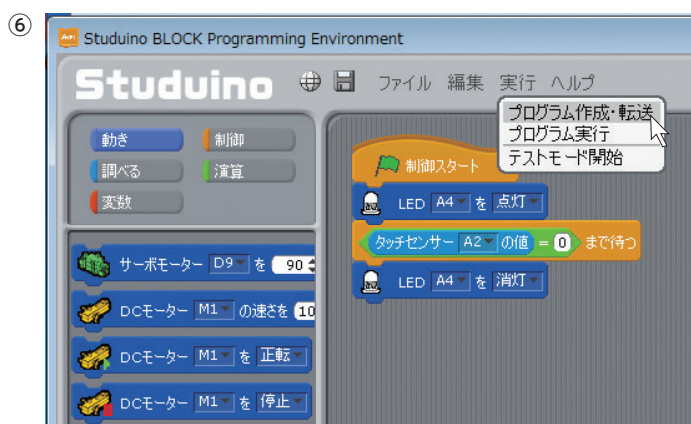 ⑥
Studuino BLOCK Programming Environment
Studuino ファイル 編集 実行 ヘルプ
プログラム作成・転送
プログラム実行
テストモード開始
動き 制御
調べる 演算
変数
サーボモーター D9 を 90
DCモーター M1 の速さを 10
DCモーター M1 を 正転
DCモーター M1 を 停止
制御スタート
LED A4 を 点灯
タッチセンサー A2 の値 = 0 まで待つ
LED A4 を 消灯